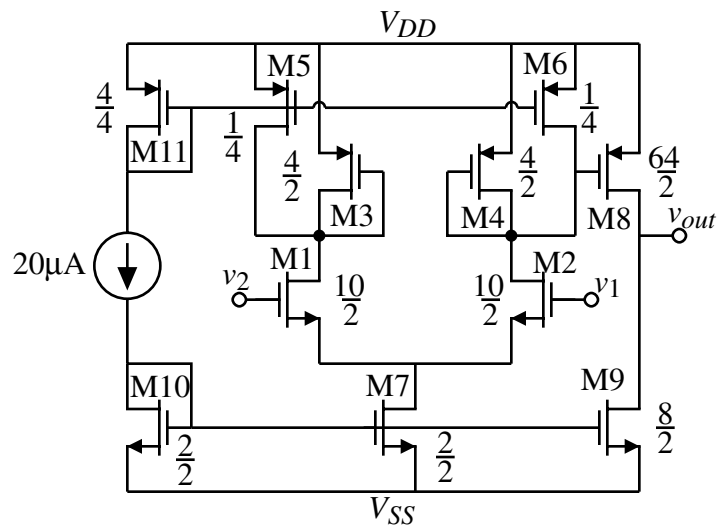 V_DD
M5
M6
4/4
M11
1/4
4/2
M3
4/2
M4
1/4
64/2
M8
v_out
20μA
M1
M2
v_2
10/2
10/2
v_1
M10
M7
M9
2/2
2/2
8/2
V_SS